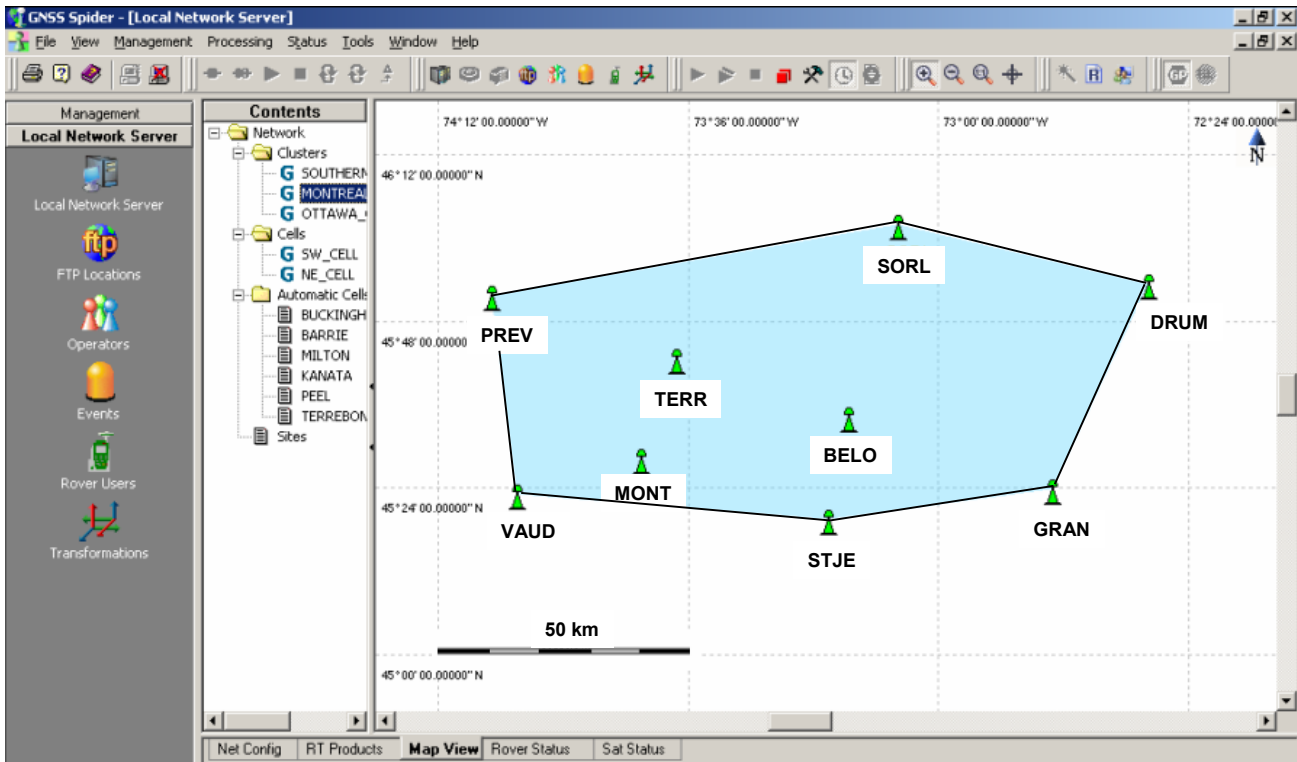 GNSS Spider - [Local Network Server]
File View Management Processing Status Tools Window Help
Management
Local Network Server
Local Network Server
FTP Locations
Operators
Events
Rover Users
Transformations
Contents
Network
Clusters
SOUTHERN
MONTREA
OTTAWA_
Cells
SW_CELL
NE_CELL
Automatic Cells
BUCKINGH
BARRIE
MILTON
KANATA
PEEL
TERREBON
Sites
74°12'00.00000"W 73°36'00.00000"W 73°00'00.00000"W 72°24'00.0000
N
46°12'00.00000"N
SORL
DRUM
PREV
45°48'00.00000
TERR
BELO
MONT
45°24'00.00000"N
VAUD
GRAN
STJE
50 km
45°00'00.00000"N
Net Config RT Products Map View Rover Status Sat Status